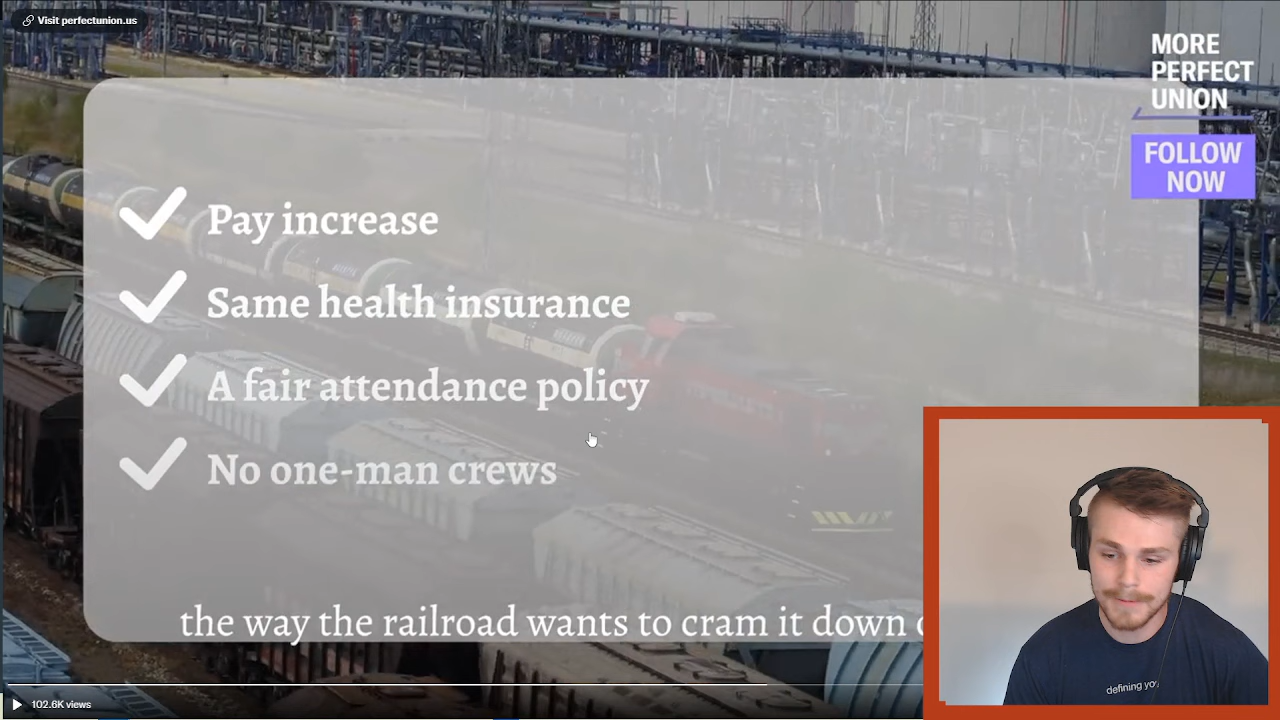 Visit perfectunion.us
MORE
PERFECT
UNION
FOLLOW
NOW
Pay increase
Same health insurance
A fair attendance policy
No one-man crews
the way the railroad wants to cram it down
102.6K views
defining yo